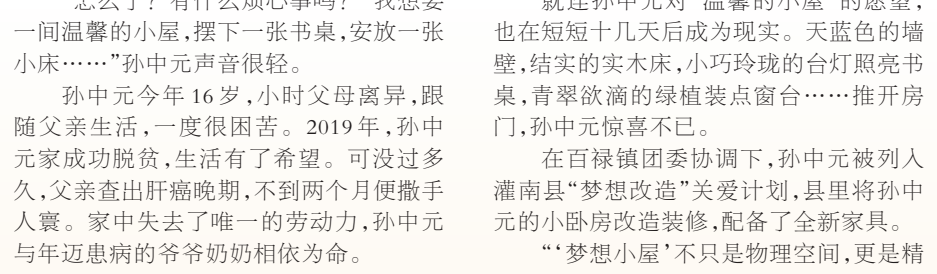 “怎么了？有什么烦心事吗？”“我想要
一间温馨的小屋,摆下一张书桌,安放一张
小床……”孙中元声音很轻。
孙中元今年16岁,小时父母离异,跟
随父亲生活,一度很困苦。2019年,孙中
元家成功脱贫,生活有了希望。可没过多
久,父亲查出肝癌晚期,不到两个月便撒手
人寰。家中失去了唯一的劳动力,孙中元
与年迈患病的爷爷奶奶相依为命。
就连孙中元对“温馨的小屋”的愿望,
也在短短十几天后成为现实。天蓝色的墙
壁,结实的实木床,小巧玲珑的台灯照亮书
桌,青翠欲滴的绿植装点窗台……推开房
门,孙中元惊喜不已。
在百禄镇团委协调下,孙中元被列入
灌南县“梦想改造”关爱计划,县里将孙中
元的小卧房改造装修,配备了全新家具。
“‘梦想小屋’不只是物理空间,更是精